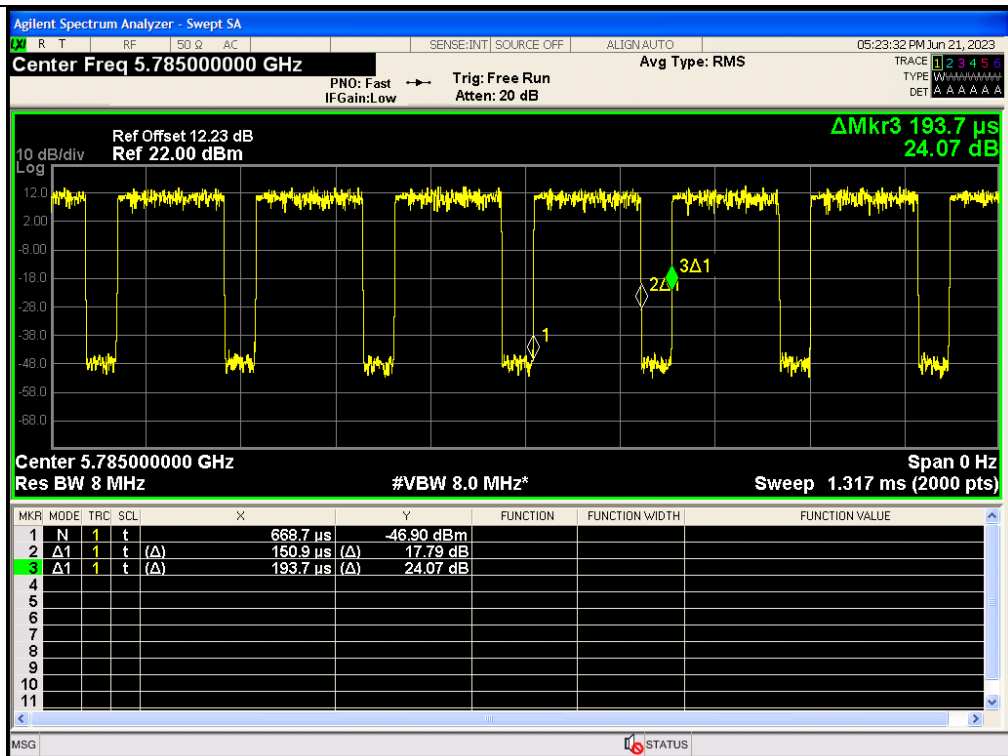 Agilent Spectrum Analyzer - Swept SA
LXI R T RF 50 Ω AC SENSE:INT SOURCE OFF ALIGN AUTO 05:23:32 PM Jun 21, 2023
Center Freq 5.785000000 GHz Avg Type: RMS TRACE 1 2 3 4 5 6
PNO: Fast Trig: Free Run TYPE WWWWWW
IFGain:Low Atten: 20 dB DET A A A A A A
ΔMkr3 193.7 µs
Ref Offset 12.23 dB
10 dB/div Ref 22.00 dBm 24.07 dB
Log
12.0
2.00
-8.00
3Δ1
-18.0
2Δ1
-28.0
-38.0
1
-48.0
-58.0
-68.0
Center 5.785000000 GHz Span 0 Hz
Res BW 8 MHz #VBW 8.0 MHz* Sweep 1.317 ms (2000 pts)
MKR MODE TRC SCL X Y FUNCTION FUNCTION WIDTH FUNCTION VALUE
1 N 1 t 668.7 µs -46.90 dBm
2 Δ1 1 t (Δ) 150.9 µs (Δ) 17.79 dB
3 Δ1 1 t (Δ) 193.7 µs (Δ) 24.07 dB
4
5
6
7
8
9
10
11
MSG STATUS